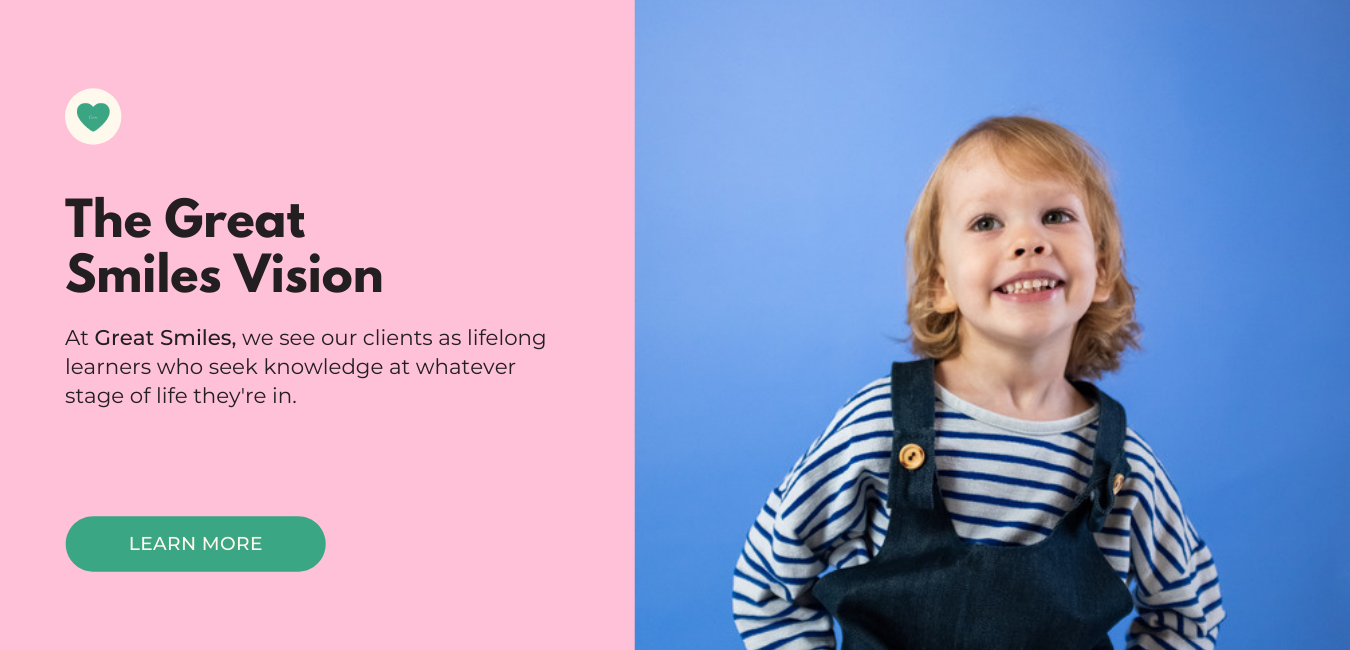 The Great
Smiles Vision
At Great Smiles, we see our clients as lifelong
learners who seek knowledge at whatever
stage of life they're in.
LEARN MORE